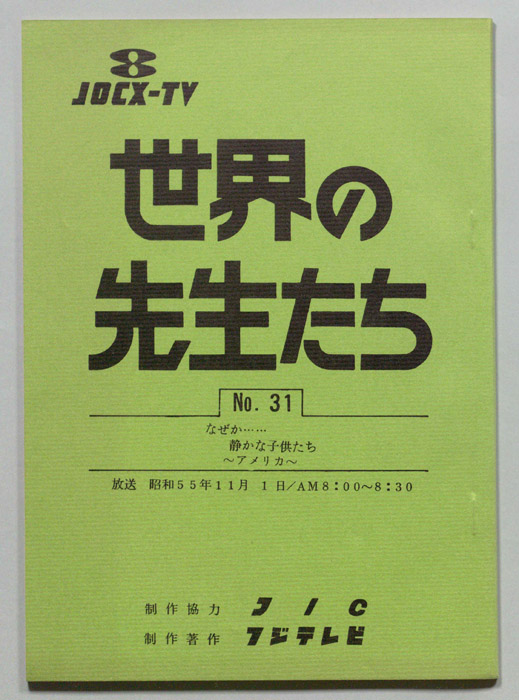 8
JOCX-TV
世界の
先生たち
No. 31
なぜか……
静かな子供たち
～アメリカ～
放送 昭和55年11月 1日/AM8:00～8:30
制作協力 J I C
制作著作 フジテレビ